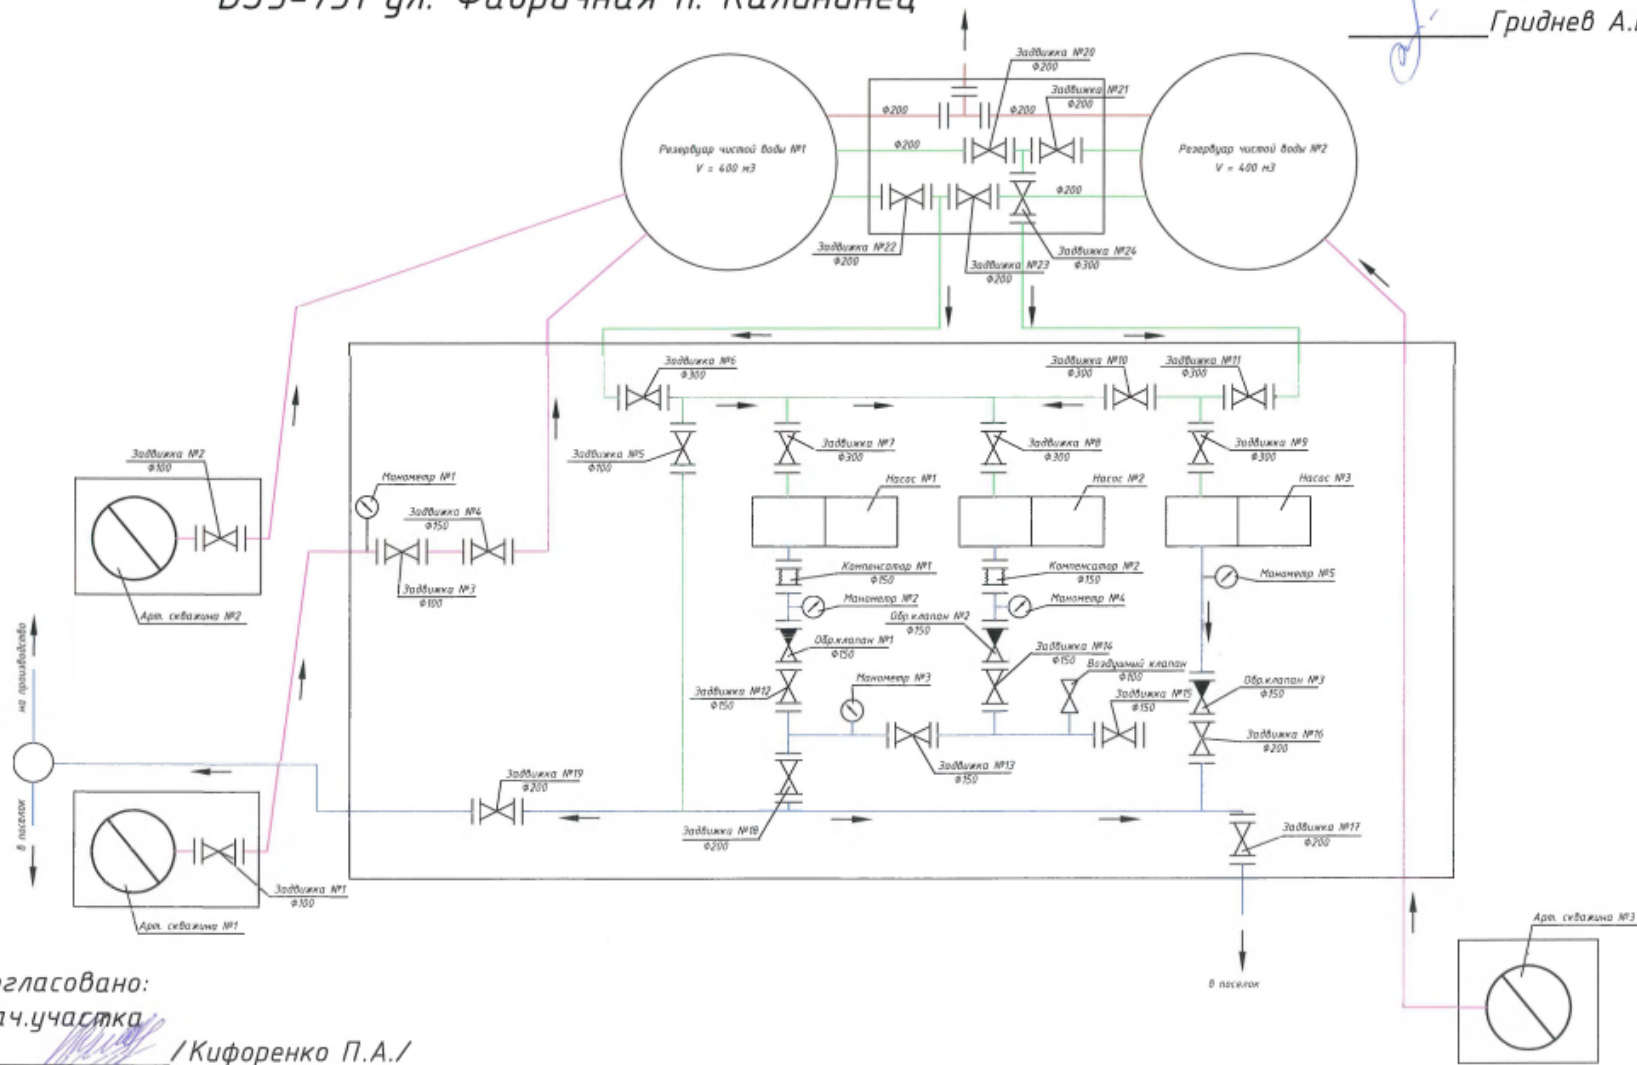 ул. Фабричная п. Калининец
Гриднев А.
Задвижка №20
Ф200
Задвижка №21
Ф200
Ф200
Ф200
Резервуар чистой воды №1
V = 400 м3
Ф200
Резервуар чистой воды №2
V = 400 м3
Ф200
Задвижка №22
Ф200
Задвижка №23
Ф200
Задвижка №24
Ф300
Задвижка №6
Ф300
Задвижка №10
Ф300
Задвижка №11
Ф300
Задвижка №5
Ф100
Задвижка №7
Ф300
Задвижка №8
Ф300
Задвижка №9
Ф300
Задвижка №2
Ф100
Манометр №1
Задвижка №4
Ф150
Насос №1
Насос №2
Насос №3
Задвижка №3
Ф100
Арт. скважина №2
Компенсатор №1
Ф150
Компенсатор №2
Ф150
Манометр №5
Манометр №2
Манометр №4
Обр.клапан №1
Ф150
Обр.клапан №2
Ф150
Задвижка №14
Ф150
Воздушный клапан
Ф100
Задвижка №12
Ф150
Манометр №3
Задвижка №15
Ф150
Обр.клапан №3
Ф150
Задвижка №16
Ф200
на производство
Задвижка №19
Ф200
Задвижка №13
Ф150
в поселок
Задвижка №18
Ф200
Задвижка №17
Ф200
Задвижка №1
Ф100
Арт. скважина №1
Арт. скважина №3
в поселок
огласовано:
ач.участка
/Кифоренко П.А./